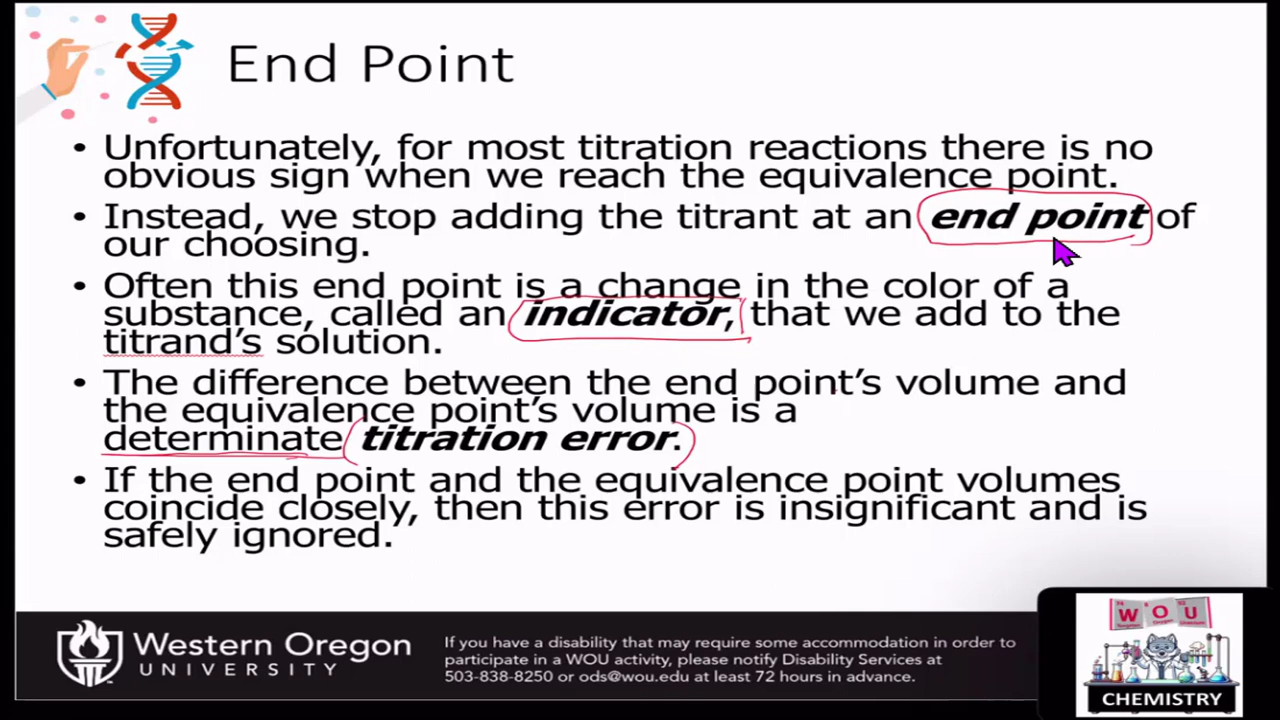 End Point
• Unfortunately, for most titration reactions there is no
obvious sign when we reach the equivalence point.
• Instead, we stop adding the titrant at an end point of
our choosing.
• Often this end point is a change in the color of a
substance, called an indicator, that we add to the
titrand’s solution.
• The difference between the end point’s volume and
the equivalence point’s volume is a
determinate titration error.
• If the end point and the equivalence point volumes
coincide closely, then this error is insignificant and is
safely ignored.
Western Oregon
UNIVERSITY
If you have a disability that may require some accommodation in order to
participate in a WOU activity, please notify Disability Services at
503-838-8250 or ods@wou.edu at least 72 hours in advance.
W O U
CHEMISTRY